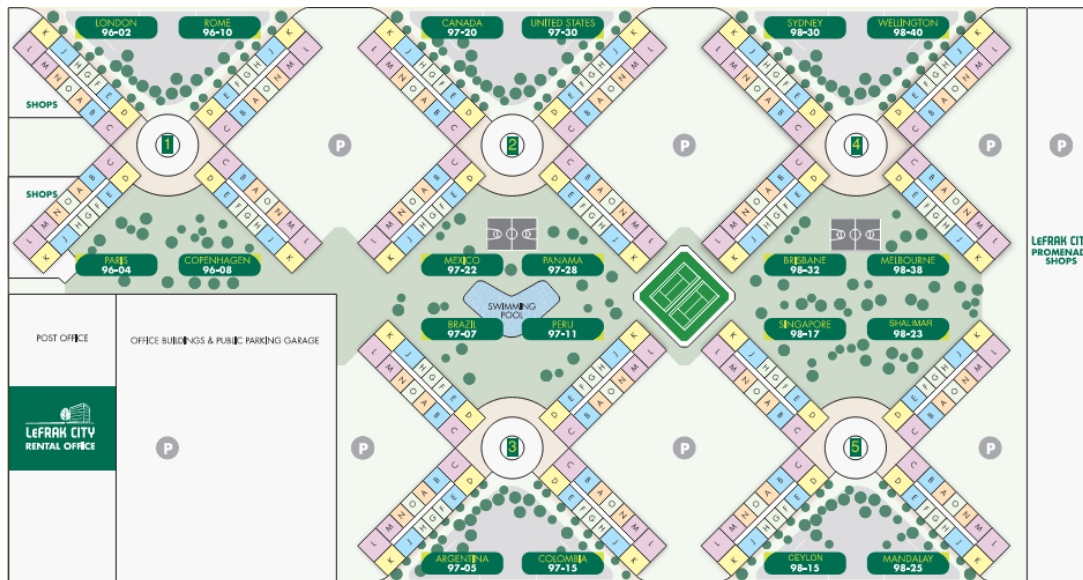 LONDON
96-02
ROME
96-10
CANADA
97-20
UNITED STATES
97-30
SYDNEY
98-30
WELLINGTON
98-40
SHOPS
SHOPS
1
P
2
P
4
P
P
PARIS
96-04
COPENHAGEN
96-08
MEXICO
97-22
PANAMA
97-28
BRISBANE
98-32
MELBOURNE
98-38
LEFRAK CIT
PROMENAD
SHOPS
SWIMMING
POOL
BRAZIL
97-07
PERU
97-11
SINGAPORE
98-17
SHALIMAR
98-23
POST OFFICE
OFFICE BUILDINGS & PUBLIC PARKING GARAGE
LEFRAK CITY
RENTAL OFFICE
P
P
3
P
5
P
ARGENTINA
97-05
COLOMBIA
97-15
CEYLON
98-15
MANDALAY
98-25